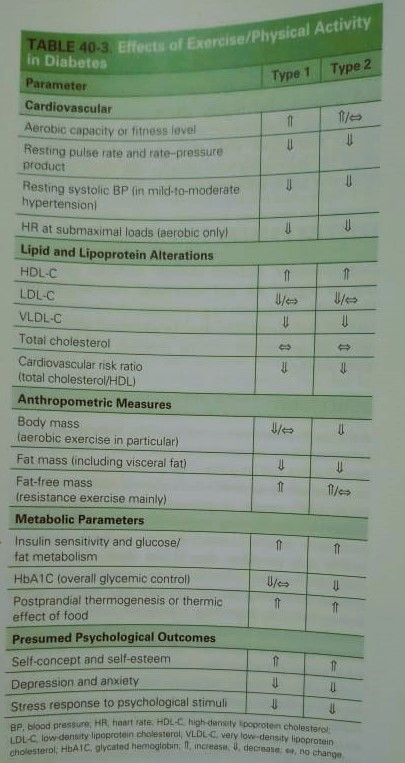 TABLE 40-3. Effects of Exercise/Physical Activity
in Diabetes
Parameter Type 1 Type 2
Cardiovascular
Aerobic capacity or fitness level ⇑ ⇑/⇔
Resting pulse rate and rate–pressure ⇓ ⇓
product
Resting systolic BP (in mild-to-moderate ⇓ ⇓
hypertension)
HR at submaximal loads (aerobic only) ⇓ ⇓
Lipid and Lipoprotein Alterations
HDL-C ⇑ ⇑
LDL-C ⇓/⇔ ⇓/⇔
VLDL-C ⇓ ⇓
Total cholesterol ⇔ ⇔
Cardiovascular risk ratio ⇓ ⇓
(total cholesterol/HDL)
Anthropometric Measures
Body mass ⇓/⇔ ⇓
(aerobic exercise in particular)
Fat mass (including visceral fat) ⇓ ⇓
Fat-free mass ⇑ ⇑/⇔
(resistance exercise mainly)
Metabolic Parameters
Insulin sensitivity and glucose/ ⇑ ⇑
fat metabolism
HbA1C (overall glycemic control) ⇓/⇔ ⇓
Postprandial thermogenesis or thermic ⇑ ⇑
effect of food
Presumed Psychological Outcomes
Self-concept and self-esteem ⇑ ⇑
Depression and anxiety ⇓ ⇓
Stress response to psychological stimuli ⇓ ⇓
BP, blood pressure; HR, heart rate; HDL-C, high-density lipoprotein cholesterol;
LDL-C, low-density lipoprotein cholesterol; VLDL-C, very low-density lipoprotein
cholesterol; HbA1C, glycated hemoglobin; ⇑, increase; ⇓, decrease; ⇔, no change.